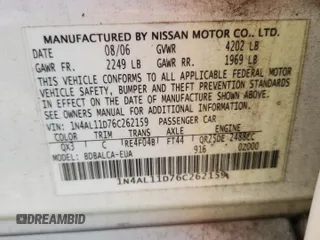 MANUFACTURED BY NISSAN MOTOR CO., LTD.
DATE 08/06 GVWR 4202 LB
GAWR FR. 2249 LB GAWR RR. 1969 LB
THIS VEHICLE CONFORMS TO ALL APPLICABLE
FEDERAL MOTOR VEHICLE SAFETY
VEHICLE SAFETY, BUMPER AND THEFT PREVENTION STANDARDS
IN EFFECT ON THE DATE OF MANUFACTURE SHOWN ABOVE.
SEE OWNERS MANUAL FOR ADDITIONAL INFORMATION
VIN: 1N4AL11D76C262159 PASSENGER CAR
COLOR TRIM TRANS AXLE ENGINE
QX3 C RE4F04B FT44 QR25DE 2488CC
MODEL: BDBALCA-EUA 916 02000
1N4AL11D76C262159
DREAMBID